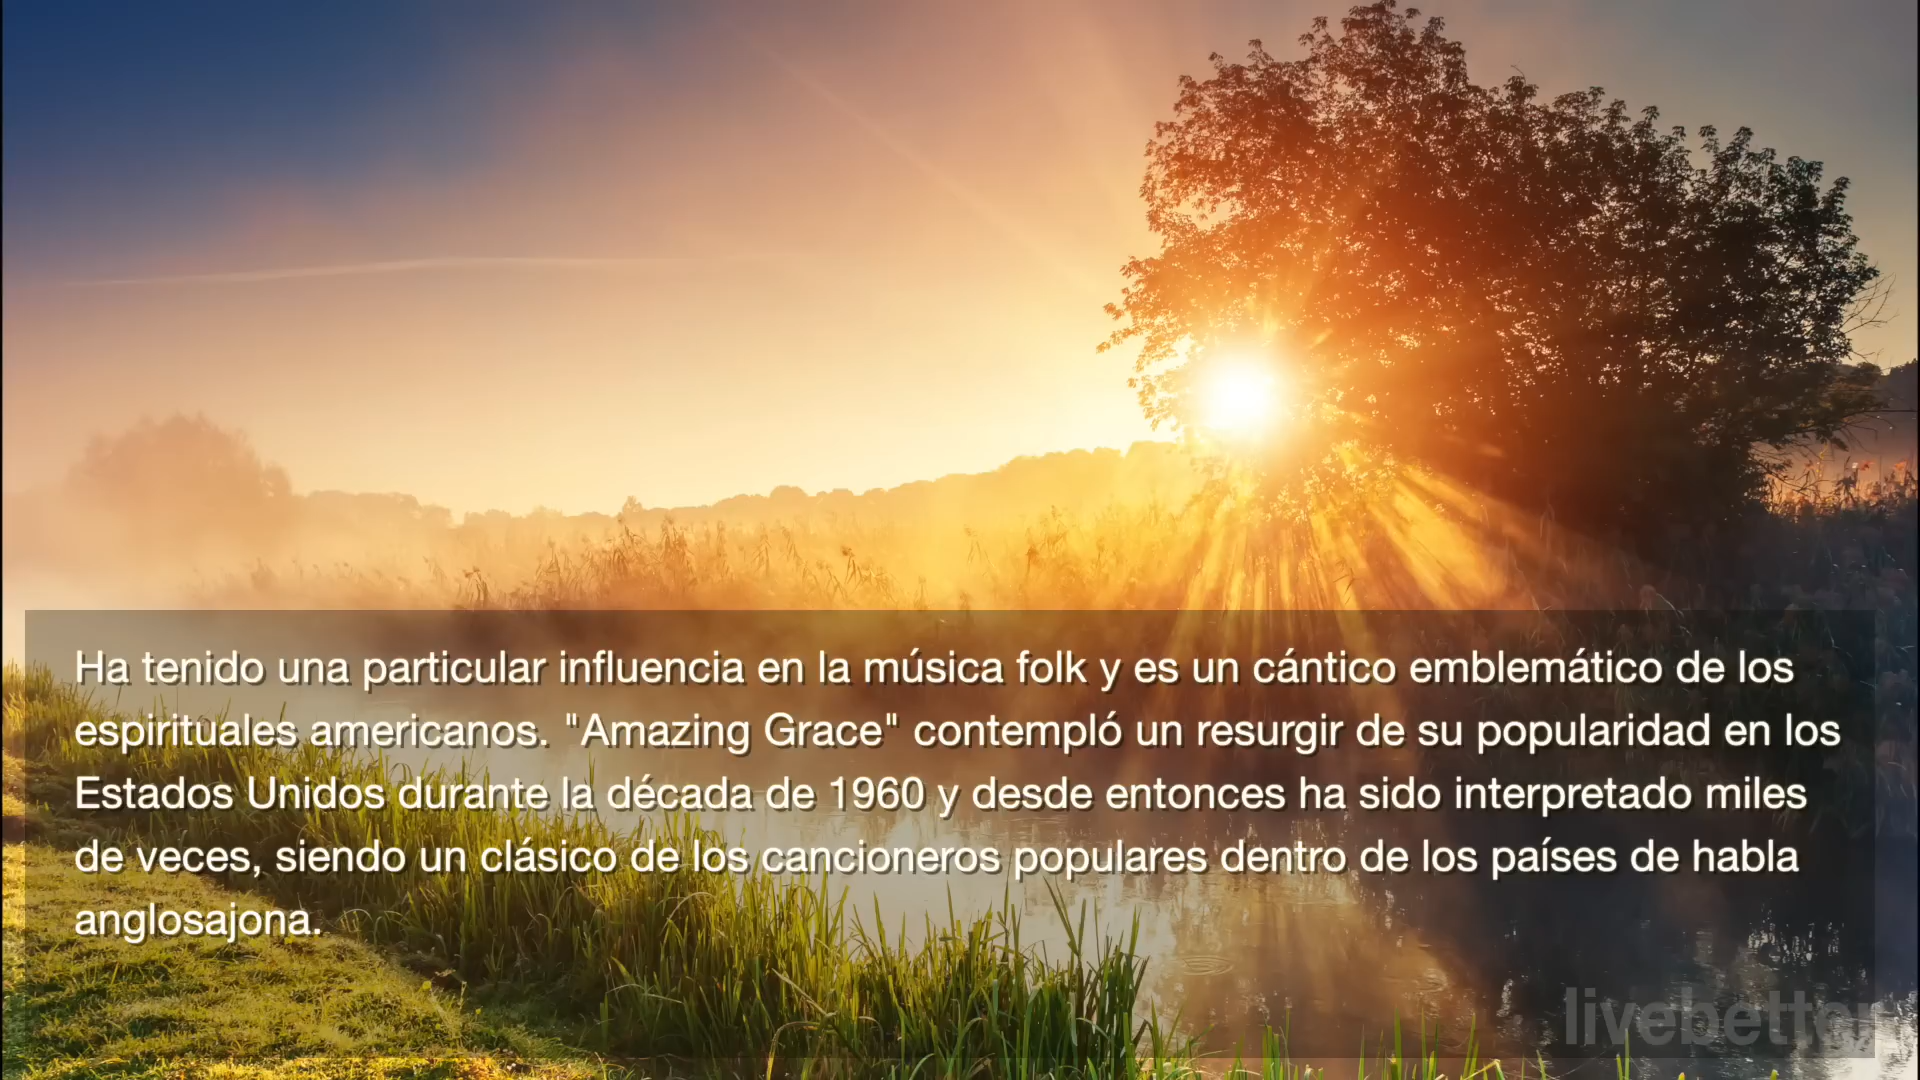 Ha tenido una particular influencia en la música folk y es un cántico emblemático de los
espirituales americanos. "Amazing Grace" contempló un resurgir de su popularidad en los
Estados Unidos durante la década de 1960 y desde entonces ha sido interpretado miles
de veces, siendo un clásico de los cancioneros populares dentro de los países de habla
anglosajona.
livebetter